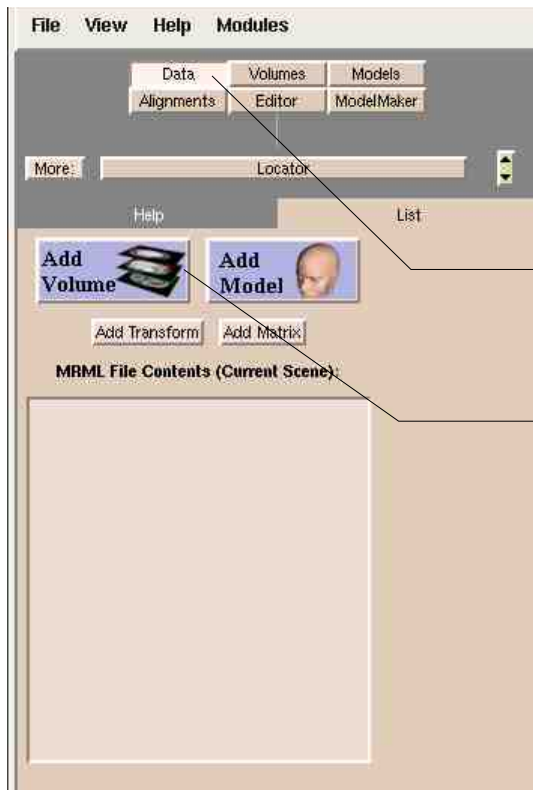 File View Help Modules
Data Volumes Models
Alignments Editor ModelMaker
More: Locator
Help List
Add Volume Add Model
Add Transform Add Matrix
MRML File Contents (Current Scene):